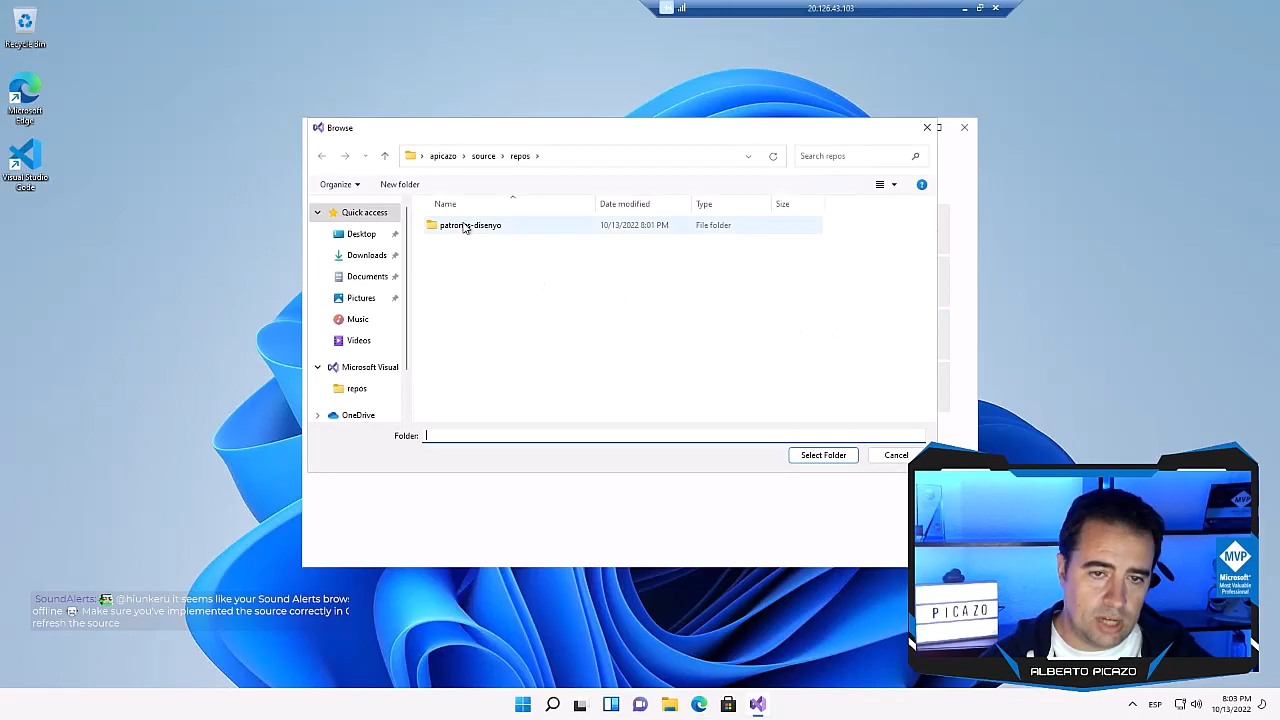 20.126.43.103
Recycle Bin
Microsoft
Edge
Visual Studio
Code
Browse
apicazo
source
repos
Search repos
Organize
New folder
Name
Date modified
Type
Size
Quick access
Desktop
Downloads
Documents
Pictures
Music
Videos
Microsoft Visual
repos
OneDrive
10/13/2022 8:01 PM
File folder
Folder:
Select Folder
Cancel
SoundAlerts: @hiunkeru it seems like your Sound Alerts brows
offline Make sure you've implemented the source correctly in
refresh the source
PICAZO
MVP
Microsoft
Most Valuable
Professional
ALBERTO PICAZO
ESP
8:03 PM
10/13/2022